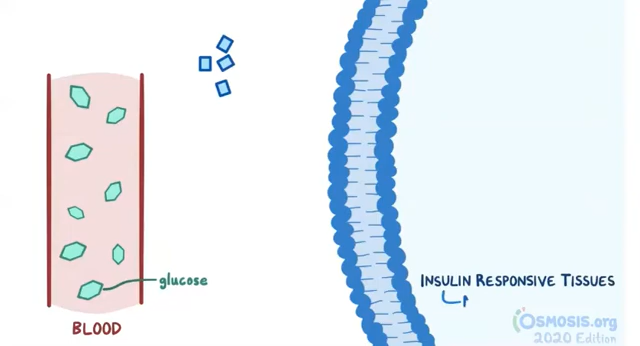 glucose
BLOOD
INSULIN RESPONSIVE TISSUES
OSMOSIS.org
2020 Edition